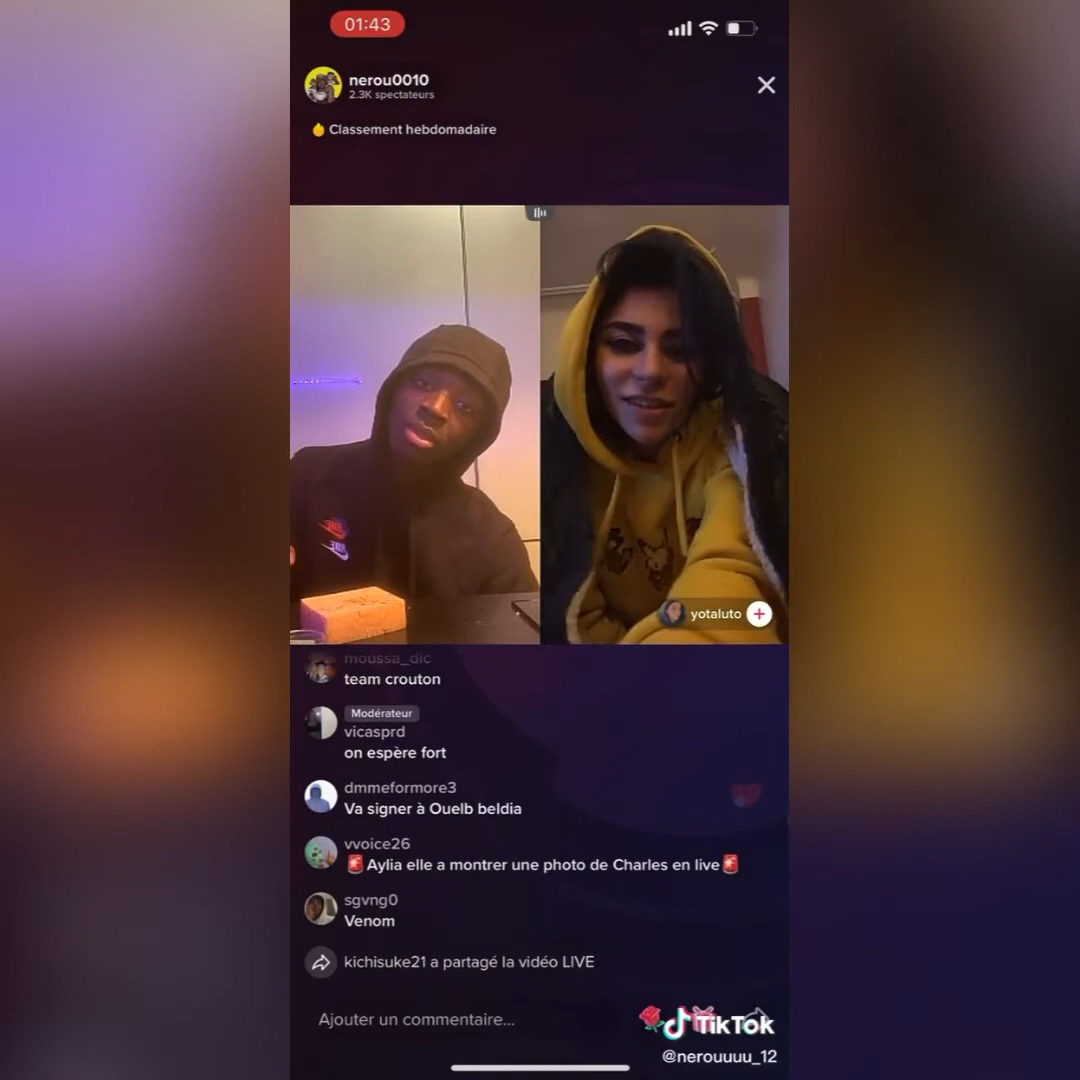 01:43
nerou0010
2.3K spectateurs
Classement hebdomadaire
yotaluto
moussa_dic
team crouton
Modérateur
vicasprd
on espère fort
dmmeformore3
Va signer à Ouelb beldia
vvoice26
🚨Aylia elle a montrer une photo de Charles en live🚨
sgvng0
Venom
kichisuke21 a partagé la vidéo LIVE
Ajouter un commentaire...
TikTok
@nerouuuu_12